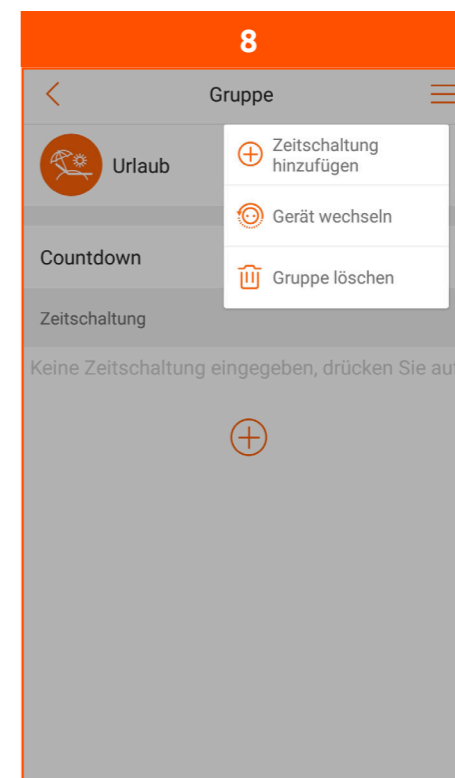 8
Gruppe
Urlaub
Zeitschaltung
hinzufügen
Gerät wechseln
Gruppe löschen
Countdown
Zeitschaltung
Keine Zeitschaltung eingegeben, drücken Sie auf